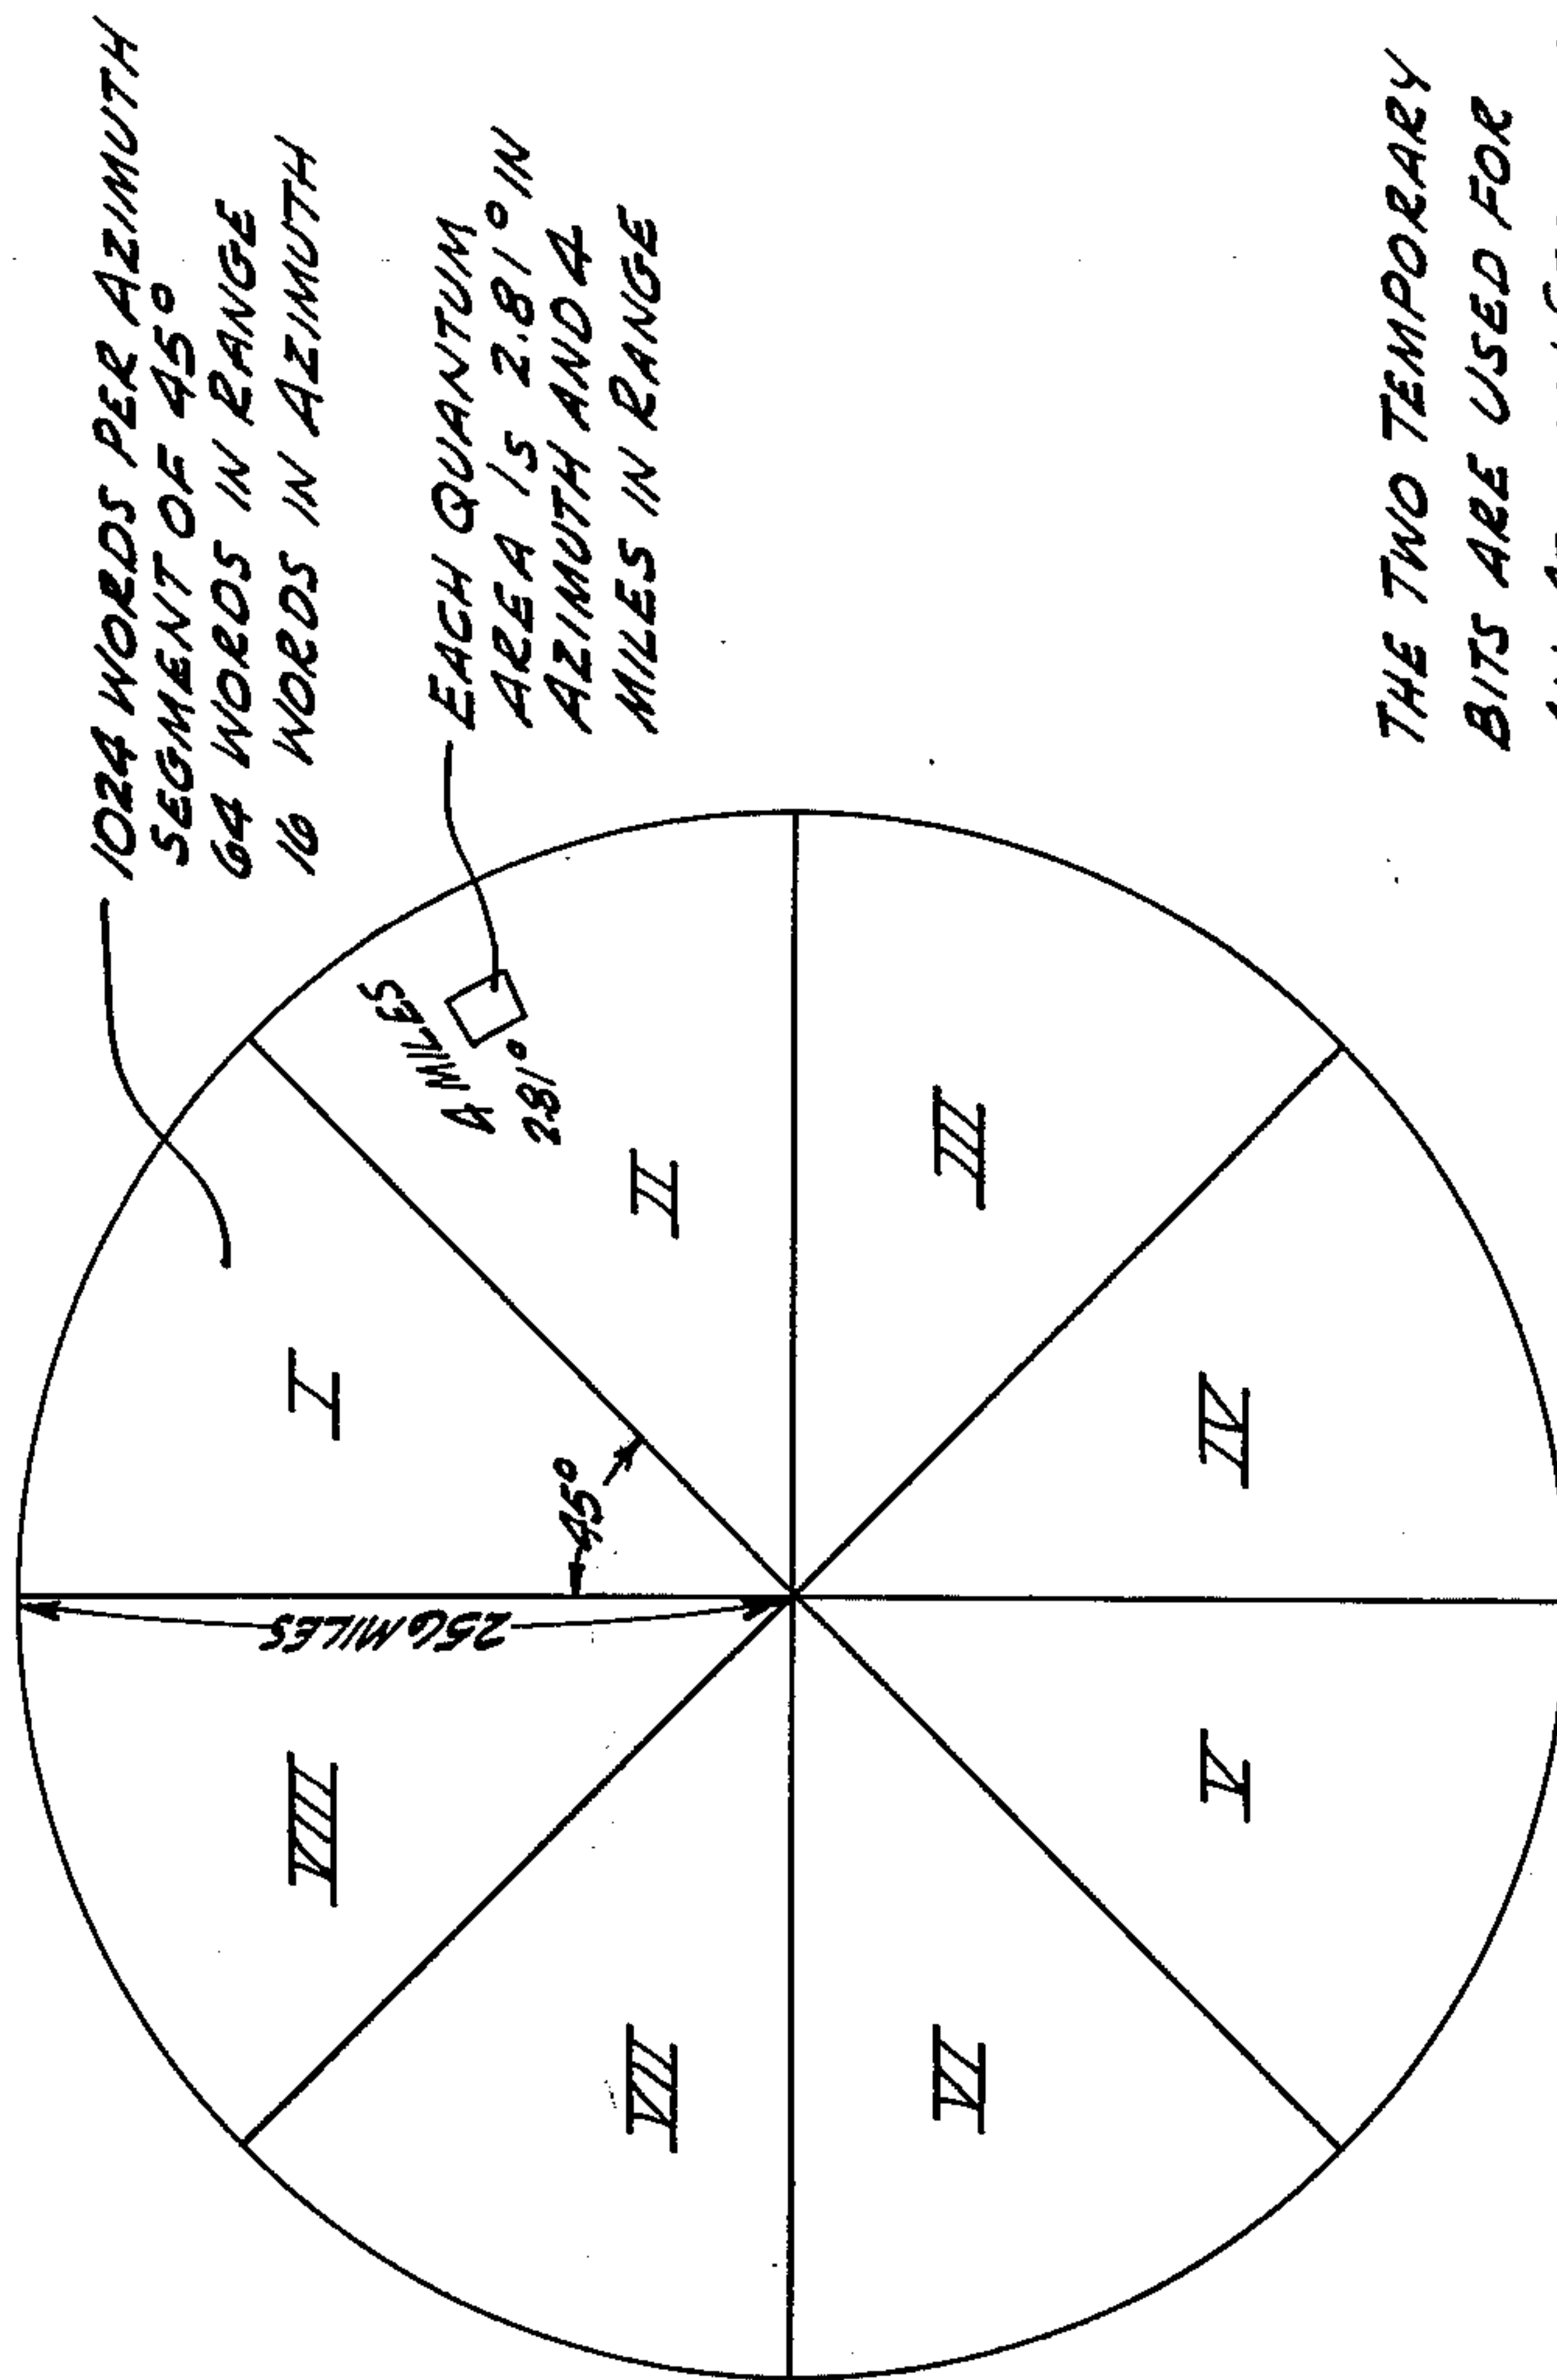 1024 WORDS PER AZIMUTH
SEGMENT OF 45°
64 WORDS IN RANGE
16 WORDS IN AZIMUTH
EACH QUANTUM
AREA IS 2.81° IN
AZIMUTH AND 4
MILES IN RANGE
4 MILES
2.81°
I
II
III
IV
V
VI
VII
VIII
45°
256 MILES
THE TWO TEMPORARY
BITS ARE USED FOR